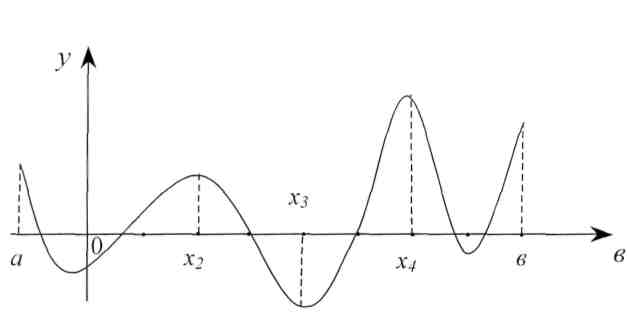 y
x₃
0
a x₂ x₄ в в